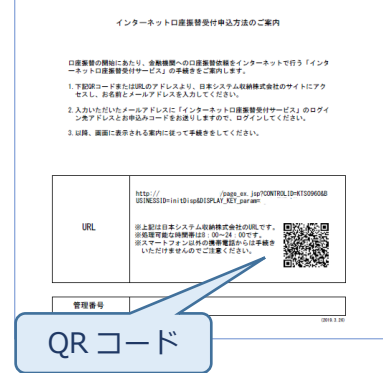 インターネット口座振替受付申込方法のご案内
口座振替の開始にあたり、金融機関への口座振替依頼をインターネットで行う「インタ
ーネット口座振替受付サービス」の手続きをご案内します。
1. 下記QRコードまたはURLのアドレスより、日本システム収納株式会社のサイトにアク
セスし、お名前とメールアドレスを入力してください。
2. 入力いただいたメールアドレスに「インターネット口座振替受付サービス」のログイ
ン先アドレスとお申込みコードをお送りしますので、ログインしてください。
3. 以降、画面に表示される案内に従って手続きをしてください。
URL
http:// /page_ex.jsp?CONTROLID=KTS0960&B
USINESSID=initDisp&DISPLAY_KEY_param=
※上記は日本システム収納株式会社のURLです。
※処理可能な時間帯は8:00~24:00です。
※スマートフォン以外の携帯電話からは手続き
いただけませんのでご注意ください。
管理番号
(2019.3.20)
QRコード